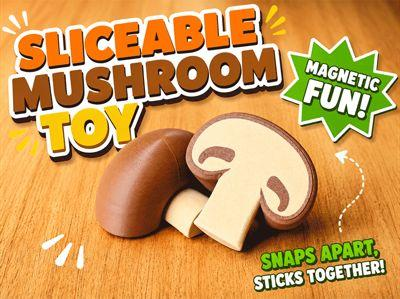 SLICEABLE
MUSHROOM
TOY
MAGNETIC
FUN!
SNAPS APART,
STICKS TOGETHER!